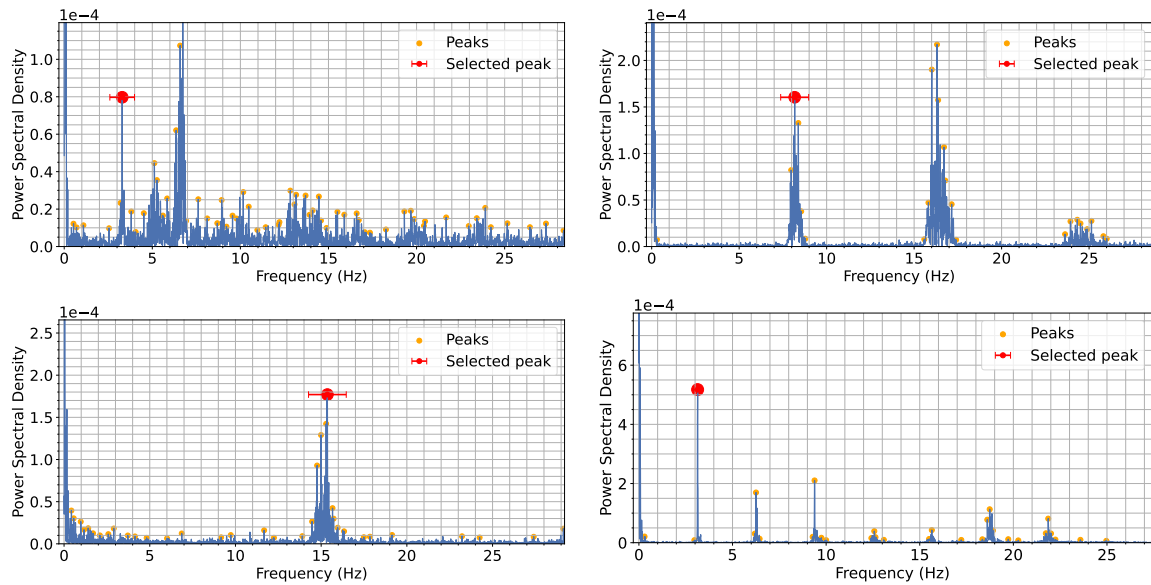 1e−4
Power Spectral Density
1.0
0.8
0.6
0.4
0.2
0.0
0
5
10
15
20
25
Frequency (Hz)
Peaks
Selected peak
1e−4
Power Spectral Density
2.0
1.5
1.0
0.5
0.0
0
5
10
15
20
25
Frequency (Hz)
Peaks
Selected peak
1e−4
Power Spectral Density
2.5
2.0
1.5
1.0
0.5
0.0
0
5
10
15
20
25
Frequency (Hz)
Peaks
Selected peak
1e−4
Power Spectral Density
6
4
2
0
0
5
10
15
20
25
Frequency (Hz)
Peaks
Selected peak